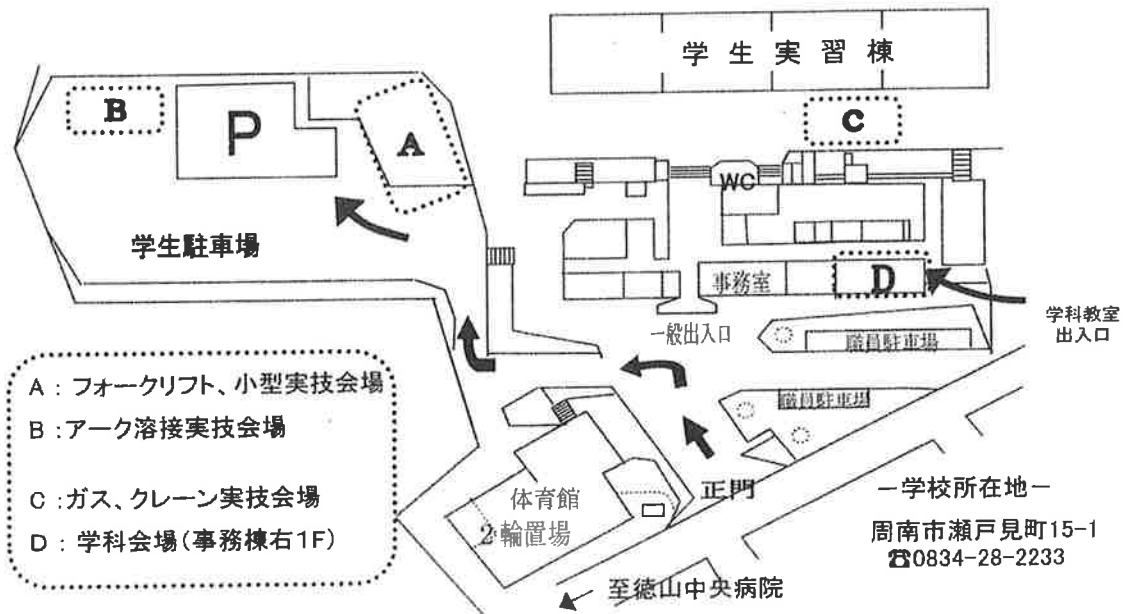 学生実習棟
B
P
A
C
WC
学生駐車場
事務室
D
学科教室
出入口
一般出入口
職員駐車場
職員駐車場
A：フォークリフト、小型実技会場
B：アーク溶接実技会場
C：ガス、クレーン実技会場
D：学科会場(事務棟右1F)
体育館
2輪置場
正門
－学校所在地－
周南市瀬戸見町15-1
☎0834-28-2233
至徳山中央病院